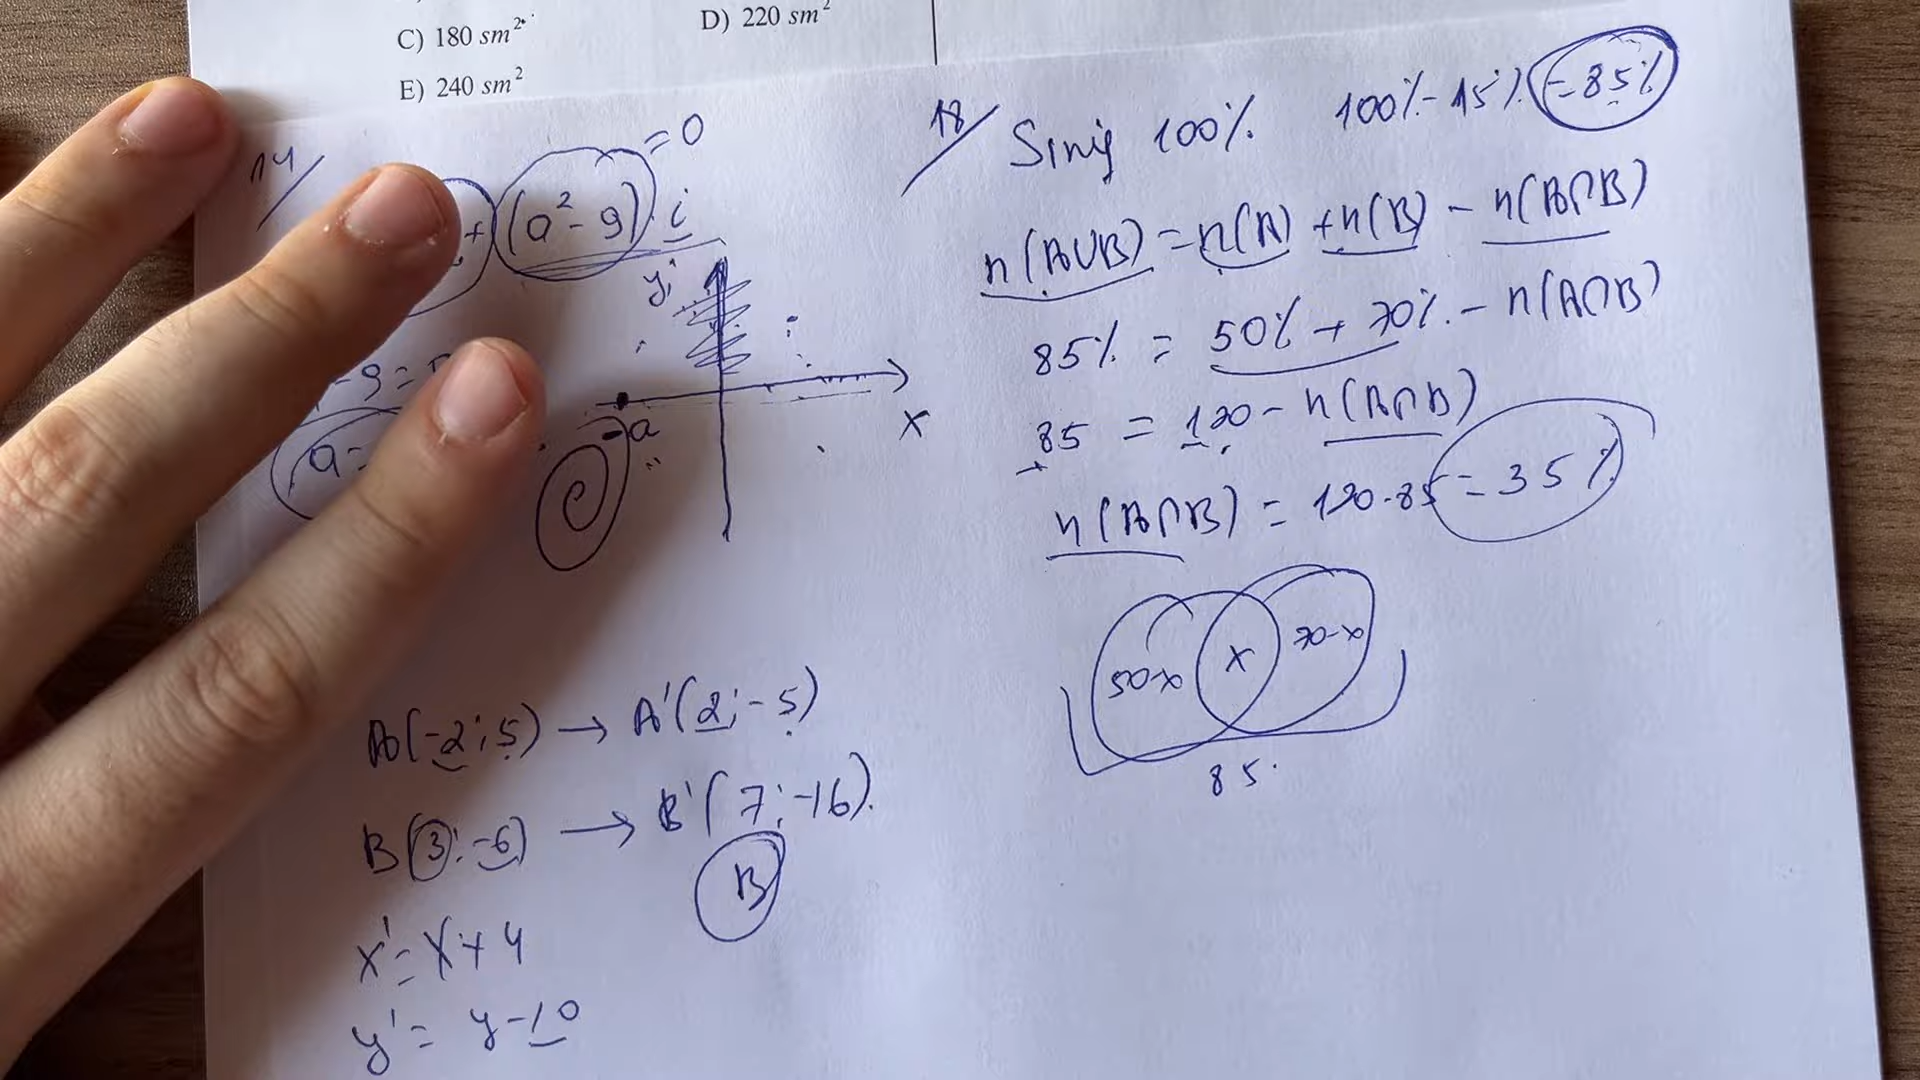 C) 180 sm²
D) 220 sm²
E) 240 sm²
14/
+ (a² - 9) · i = 0
y
x
- 9 =
a =
-a
e
A(-2; 5) → A'(2; -5)
B(3; -6) → B'(7; -16).
B
x' = x + 4
y' = y - 10
18/ Sinif 100% 100% - 15% = 85%
n(A∪B) = n(A) + n(B) - n(A∩B)
85% = 50% + 70% - n(A∩B)
85 = 120 - n(A∩B)
n(A∩B) = 120 - 85 = 35%
50-x x 70-x
85